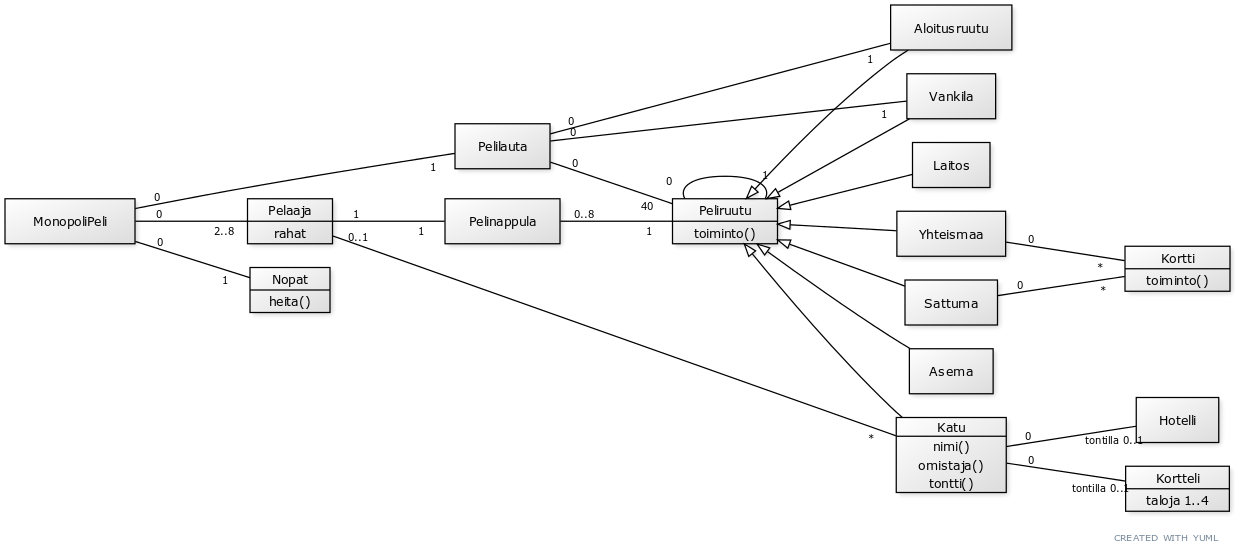 Aloitusruutu
1
Vankila
1
0
0
Pelilauta
0
1
Laitos
0
1
0
MonopoliPeli
0
2..8
0
1
Pelaaja
rahat
1
0..1
1
Pelinappula
0..8
1
40
Peliruutu
toiminto()
Yhteismaa
0
*
Kortti
toiminto()
Nopat
heita()
Sattuma
0
*
Asema
*
Katu
nimi()
omistaja()
tontti()
0
tontilla 0..1
Hotelli
0
tontilla 0..1
Kortteli
taloja 1..4
CREATED WITH YUML